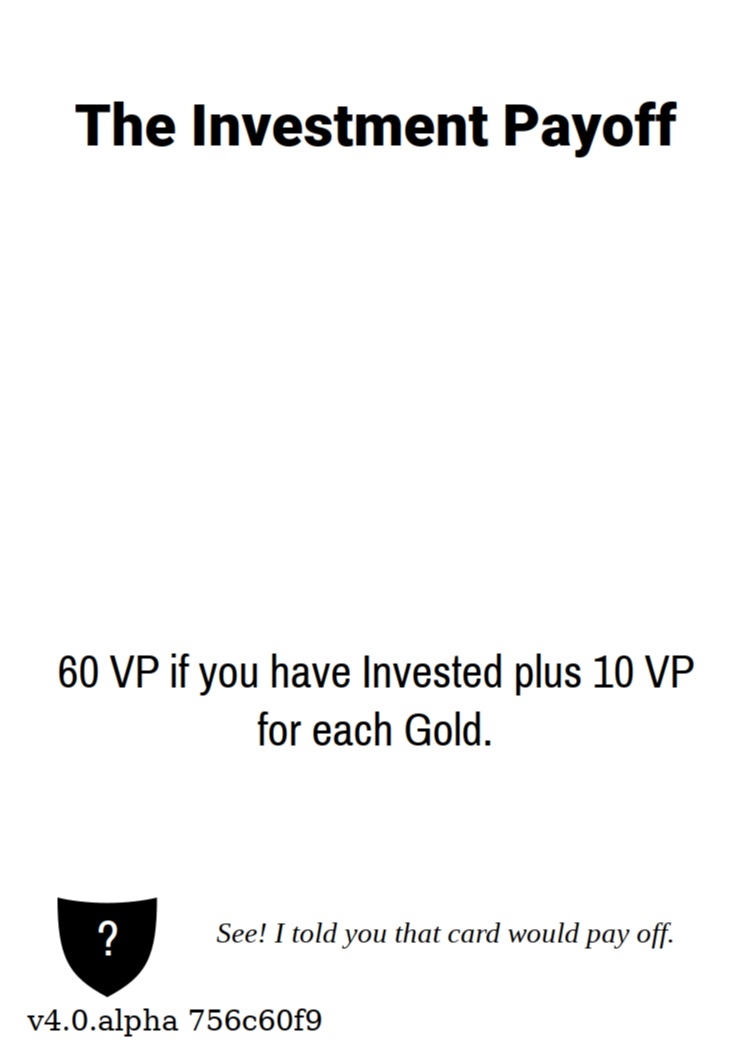 The Investment Payoff
60 VP if you have Invested plus 10 VP
for each Gold.
?
See! I told you that card would pay off.
v4.0.alpha 756c60f9